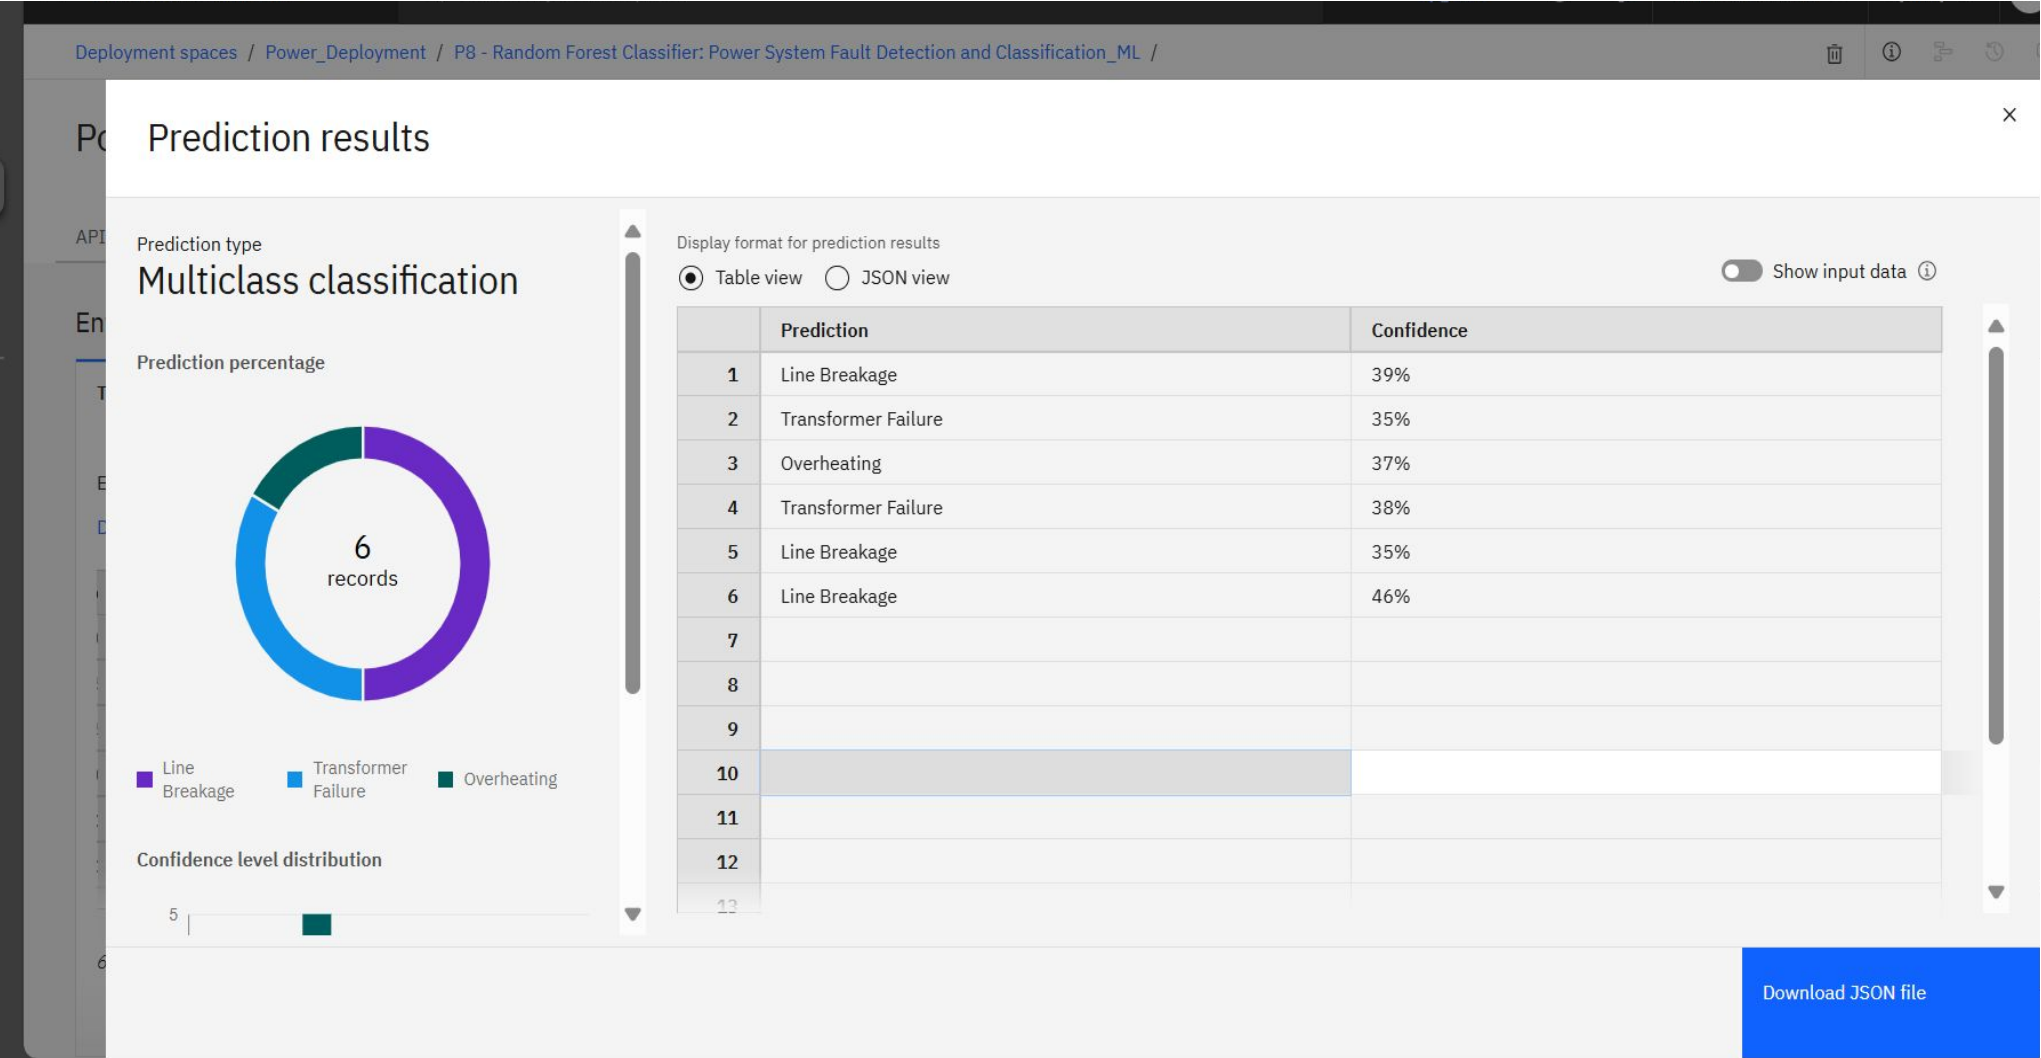 Deployment spaces / Power_Deployment / P8 - Random Forest Classifier: Power System Fault Detection and Classification_ML /
Prediction results
API
Prediction type
Multiclass classification
Prediction percentage
6
records
Line Breakage
Transformer Failure
Overheating
Confidence level distribution
5
Display format for prediction results
Table view JSON view
Show input data
Prediction Confidence
1 Line Breakage 39%
2 Transformer Failure 35%
3 Overheating 37%
4 Transformer Failure 38%
5 Line Breakage 35%
6 Line Breakage 46%
7
8
9
10
11
12
13
Download JSON file